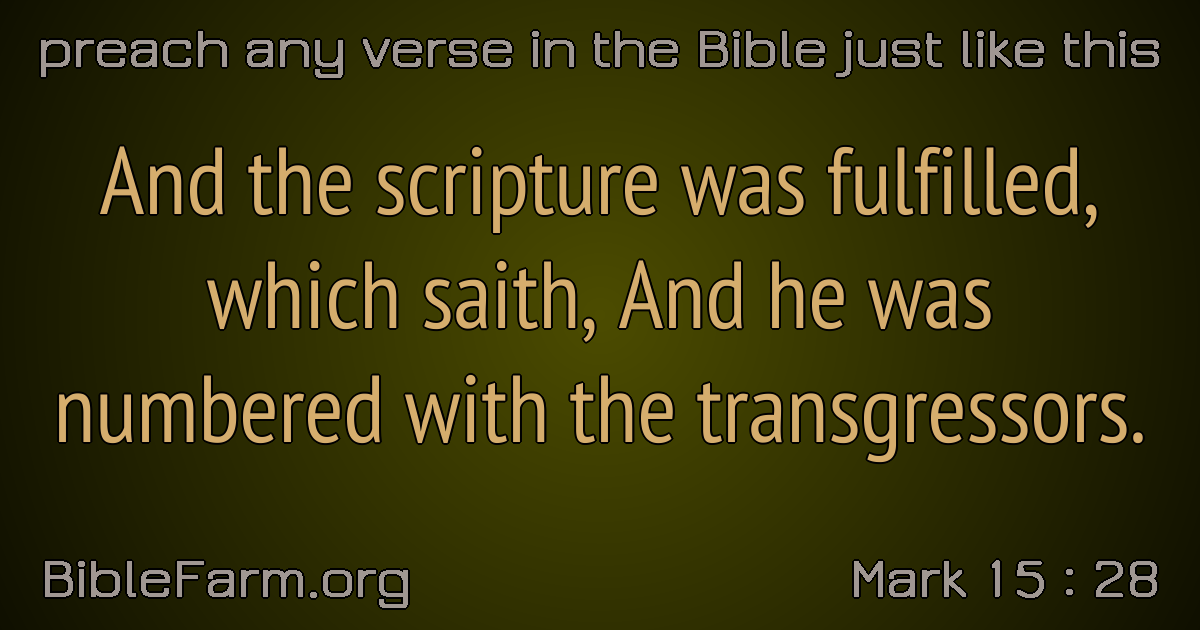 preach any verse in the Bible just like this
And the scripture was fulfilled,
which saith, And he was
numbered with the transgressors.
BibleFarm.org
Mark 15 : 28